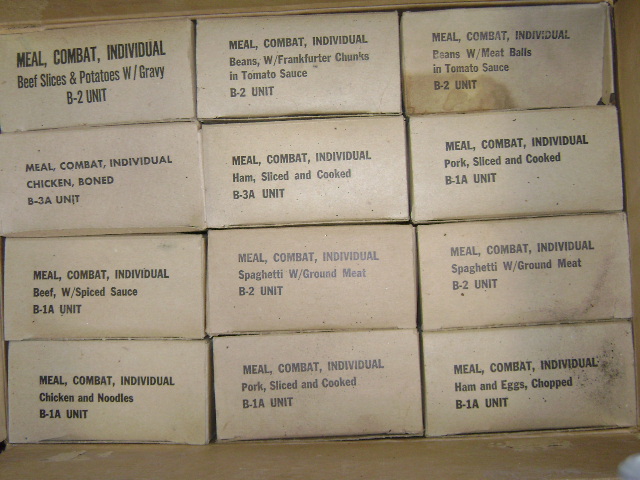 MEAL, COMBAT, INDIVIDUAL
Beef Slices & Potatoes W/Gravy
B-2 UNIT
MEAL, COMBAT, INDIVIDUAL
Beans, W/Frankfurter Chunks
in Tomato Sauce
B-2 UNIT
MEAL, COMBAT, INDIVIDUAL
Beans W/Meat Balls
in Tomato Sauce
B-2 UNIT
MEAL, COMBAT, INDIVIDUAL
CHICKEN, BONED
B-3A UNIT
MEAL, COMBAT, INDIVIDUAL
Ham, Sliced and Cooked
B-3A UNIT
MEAL, COMBAT, INDIVIDUAL
Pork, Sliced and Cooked
B-1A UNIT
MEAL, COMBAT, INDIVIDUAL
Beef, W/Spiced Sauce
B-1A UNIT
MEAL, COMBAT, INDIVIDUAL
Spaghetti W/Ground Meat
B-2 UNIT
MEAL, COMBAT, INDIVIDUAL
Spaghetti W/Ground Meat
B-2 UNIT
MEAL, COMBAT, INDIVIDUAL
Chicken and Noodles
B-1A UNIT
MEAL, COMBAT, INDIVIDUAL
Pork, Sliced and Cooked
B-1A UNIT
MEAL, COMBAT, INDIVIDUAL
Ham and Eggs, Chopped
B-1A UNIT